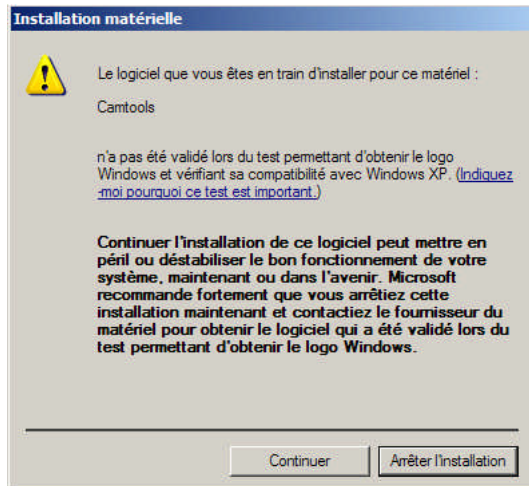 Installation matérielle
Le logiciel que vous êtes en train d'installer pour ce matériel :
Camtools
n'a pas été validé lors du test permettant d'obtenir le logo
Windows et vérifiant sa compatibilité avec Windows XP. (Indiquez
-moi pourquoi ce test est important.)
Continuer l'installation de ce logiciel peut mettre en
péril ou déstabiliser le bon fonctionnement de votre
système, maintenant ou dans l'avenir. Microsoft
recommande fortement que vous arrêtiez cette
installation maintenant et contactiez le fournisseur du
matériel pour obtenir le logiciel qui a été validé lors du
test permettant d'obtenir le logo Windows.
Continuer
Arrêter l'installation